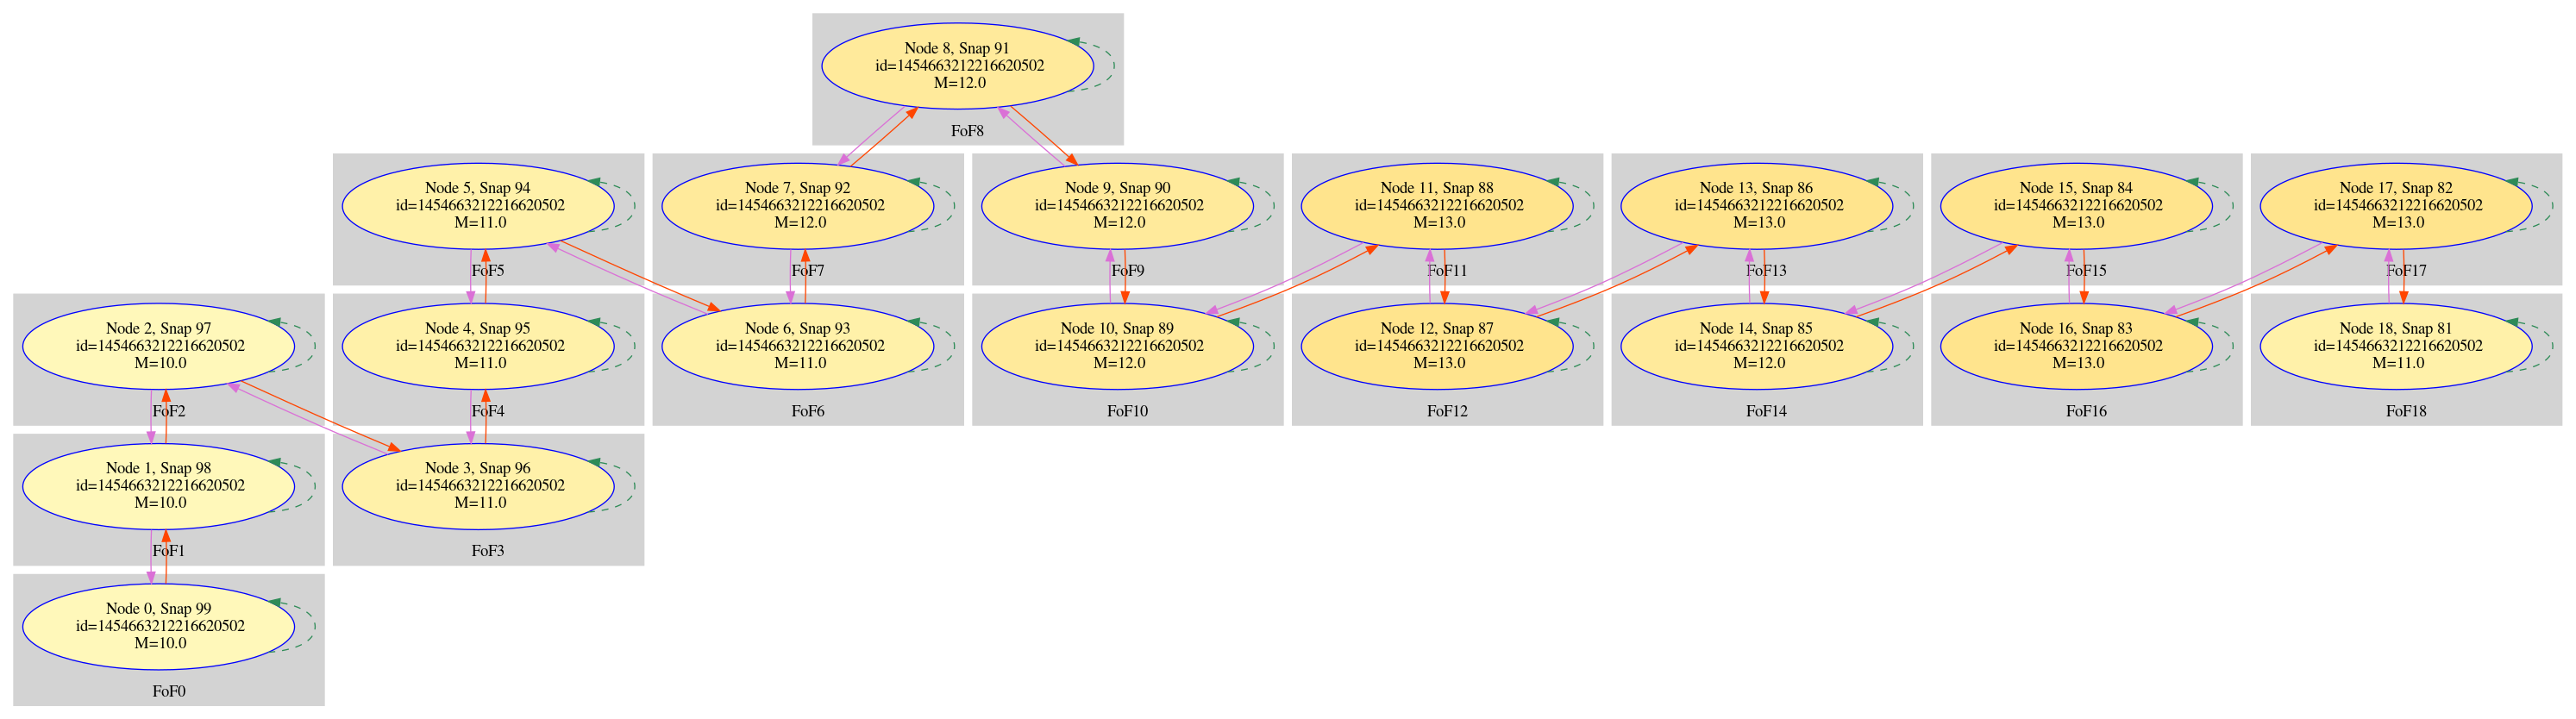 Node 8, Snap 91
id=1454663212216620502
M=12.0
FoF8
Node 5, Snap 94
id=1454663212216620502
M=11.0
FoF5
Node 7, Snap 92
id=1454663212216620502
M=12.0
FoF7
Node 9, Snap 90
id=1454663212216620502
M=12.0
FoF9
Node 11, Snap 88
id=1454663212216620502
M=13.0
FoF11
Node 13, Snap 86
id=1454663212216620502
M=13.0
FoF13
Node 15, Snap 84
id=1454663212216620502
M=13.0
FoF15
Node 17, Snap 82
id=1454663212216620502
M=13.0
FoF17
Node 2, Snap 97
id=1454663212216620502
M=10.0
FoF2
Node 4, Snap 95
id=1454663212216620502
M=11.0
FoF4
Node 6, Snap 93
id=1454663212216620502
M=11.0
FoF6
Node 10, Snap 89
id=1454663212216620502
M=12.0
FoF10
Node 12, Snap 87
id=1454663212216620502
M=13.0
FoF12
Node 14, Snap 85
id=1454663212216620502
M=12.0
FoF14
Node 16, Snap 83
id=1454663212216620502
M=13.0
FoF16
Node 18, Snap 81
id=1454663212216620502
M=11.0
FoF18
Node 1, Snap 98
id=1454663212216620502
M=10.0
FoF1
Node 3, Snap 96
id=1454663212216620502
M=11.0
FoF3
Node 0, Snap 99
id=1454663212216620502
M=10.0
FoF0